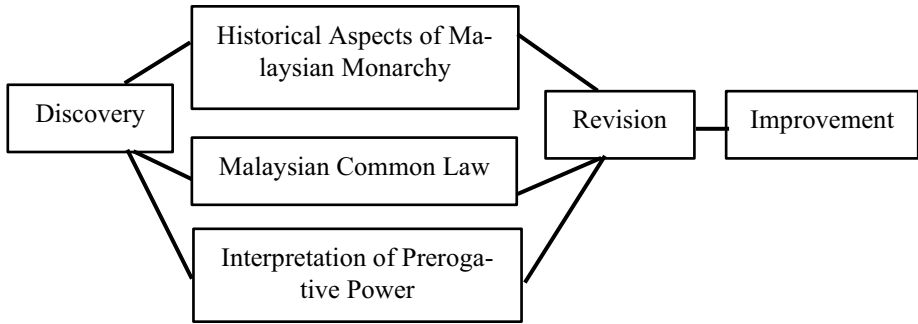 Historical Aspects of Ma-
laysian Monarchy
Discovery
Revision
Improvement
Malaysian Common Law
Interpretation of Preroga-
tive Power